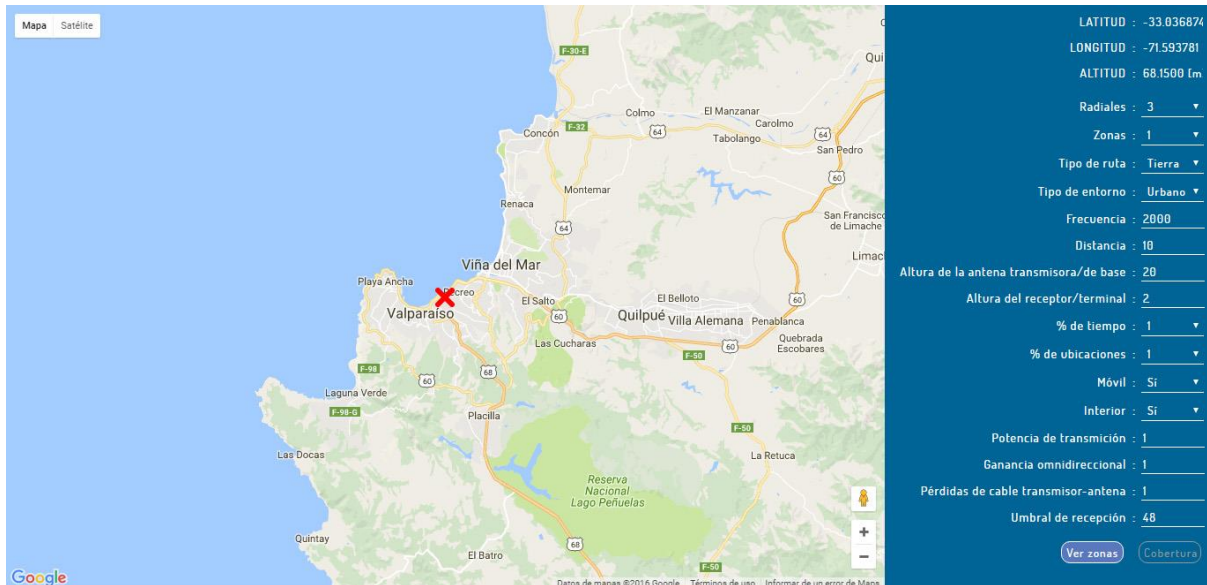 Mapa Satélite
F-30-E
Qui
Colmo
El Manzanar
Carolmo
Concón
F-32
64
Tabolango
64
San Pedro
60
Montemar
Renaca
San Francisco
de Limache
64
Limac
Viña del Mar
Playa Ancha
Recreo
El Salto
El Belloto
60
Valparaíso
60
Quilpué
Villa Alemana
Penablanca
Las Cucharas
60
Quebrada
Escobares
F-50
F-98
60
68
Laguna Verde
F-98-G
Placilla
F-50
Las Docas
La Retuca
Reserva
Nacional
Lago Peñuelas
Quintay
68
El Batro
F-50
Google
Datos de mapas ©2016 Google Términos de uso Informar de un error de Maps
LATITUD : -33.036874
LONGITUD : -71.593781
ALTITUD : 68.1500 [m
Radiales : 3
Zonas : 1
Tipo de ruta : Tierra
Tipo de entorno : Urbano
Frecuencia : 2000
Distancia : 10
Altura de la antena transmisora/de base : 20
Altura del receptor/terminal : 2
% de tiempo : 1
% de ubicaciones : 1
Móvil : Sí
Interior : Sí
Potencia de transmición : 1
Ganancia omnidireccional : 1
Pérdidas de cable transmisor-antena : 1
Umbral de recepción : 48
Ver zonas Cobertura